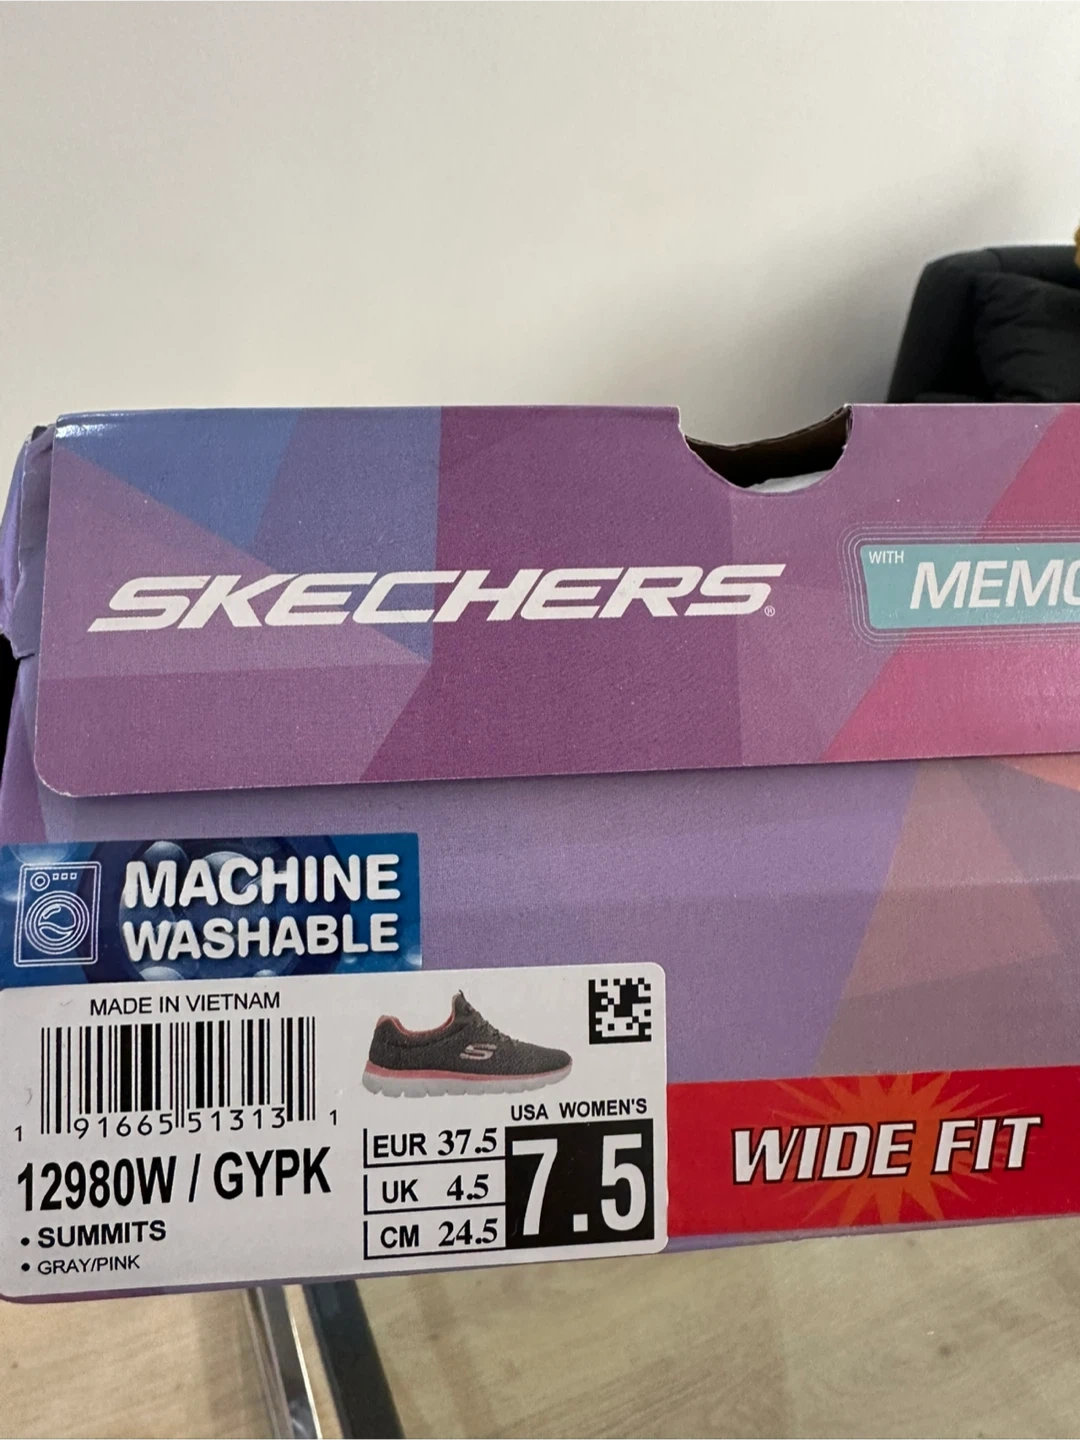 SKECHERS®
WITH
MACHINE
WASHABLE
MADE IN VIETNAM
1 91665 51313 1
12980W / GYPK
• SUMMITS
• GRAY/PINK
USA WOMEN'S
EUR 37.5
UK 4.5
CM 24.5
7.5
WIDE FIT